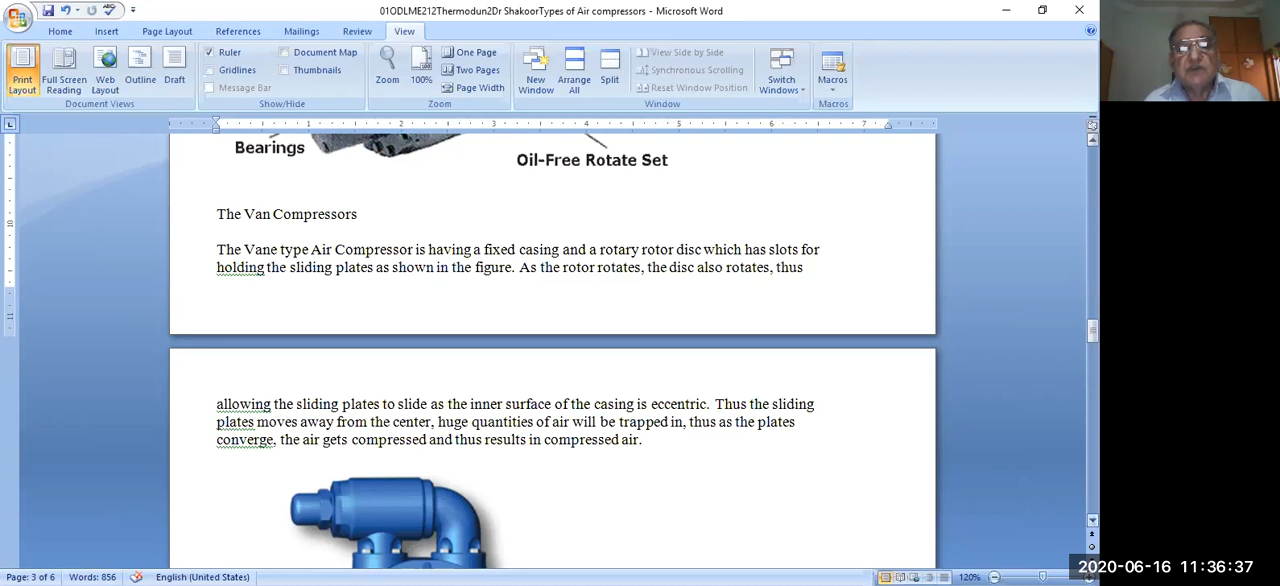 01ODLME212Thermodun2Dr ShakoorTypes of Air compressors - Microsoft Word
Home Insert Page Layout References Mailings Review View
Print Layout Full Screen Reading Web Layout Outline Draft
Document Views
Ruler Document Map
Gridlines Thumbnails
Message Bar
Show/Hide
Zoom 100% One Page
Two Pages
Page Width
Zoom
New Window Arrange All Split
View Side by Side
Synchronous Scrolling
Reset Window Position
Window
Switch Windows Macros
Macros
1 2 3 4 5 6 7
Bearings
Oil-Free Rotate Set
The Van Compressors
The Vane type Air Compressor is having a fixed casing and a rotary rotor disc which has slots for
holding the sliding plates as shown in the figure. As the rotor rotates, the disc also rotates, thus
allowing the sliding plates to slide as the inner surface of the casing is eccentric. Thus the sliding
plates moves away from the center, huge quantities of air will be trapped in, thus as the plates
converge, the air gets compressed and thus results in compressed air.
Page: 3 of 6 Words: 856 English (United States) 120%
2020-06-16 11:36:37